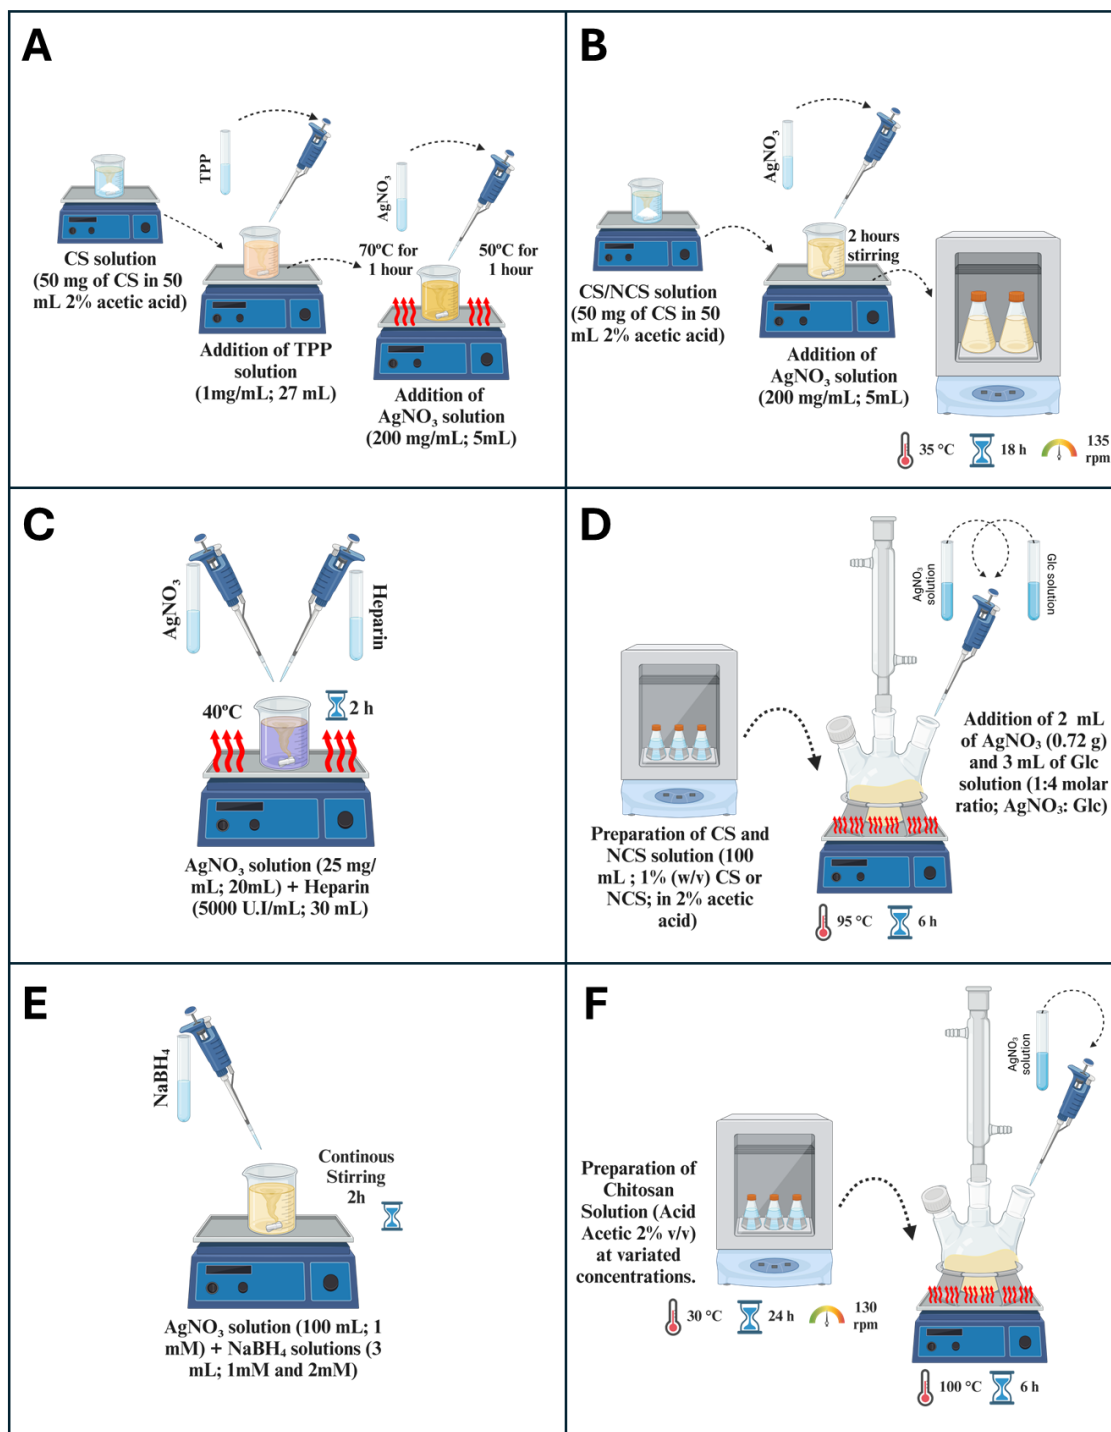 A
TPP
AgNO₃
CS solution
(50 mg of CS in 50
mL 2% acetic acid)
70ºC for
1 hour
50ºC for
1 hour
Addition of TPP
solution
(1mg/mL; 27 mL)
Addition of
AgNO₃ solution
(200 mg/mL; 5mL)
B
AgNO₃
2 hours
stirring
CS/NCS solution
(50 mg of CS in 50
mL 2% acetic acid)
Addition of
AgNO₃ solution
(200 mg/mL; 5mL)
35 °C
18 h
135
rpm
C
AgNO₃
Heparin
40ºC
2 h
AgNO₃ solution (25 mg/
mL; 20mL) + Heparin
(5000 U.I/mL; 30 mL)
D
AgNO₃
solution
Glc solution
Addition of 2 mL
of AgNO₃ (0.72 g)
and 3 mL of Glc
solution (1:4 molar
ratio; AgNO₃: Glc)
Preparation of CS and
NCS solution (100
mL ; 1% (w/v) CS or
NCS; in 2% acetic
acid)
95 °C
6 h
E
NaBH₄
Continous
Stirring
2h
AgNO₃ solution (100 mL; 1
mM) + NaBH₄ solutions (3
mL; 1mM and 2mM)
F
AgNO₃
solution
Preparation of
Chitosan
Solution (Acid
Acetic 2% v/v)
at variated
concentrations.
30 °C
24 h
130
rpm
100 °C
6 h